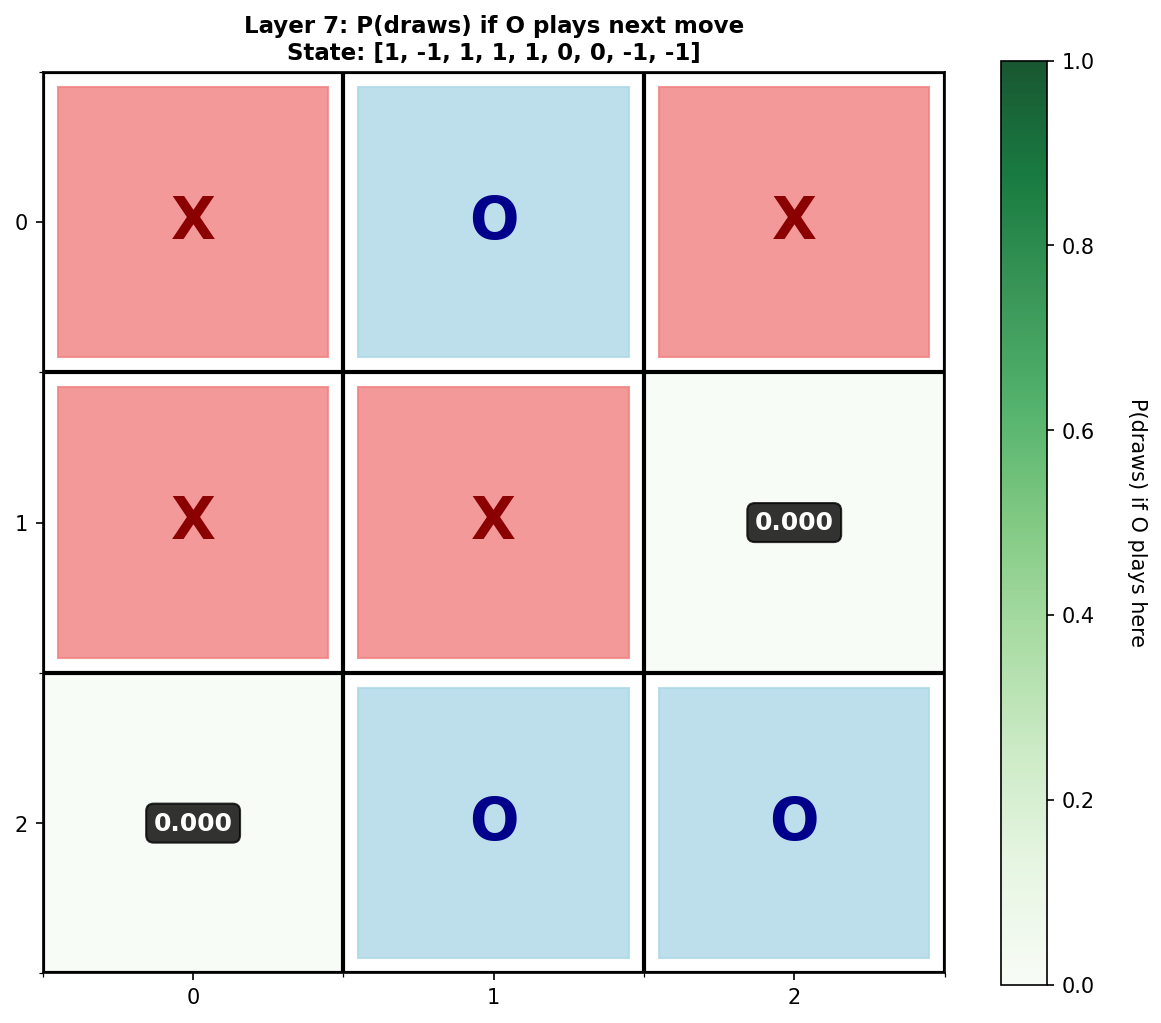 Layer 7: P(draws) if O plays next move
State: [1, -1, 1, 1, 1, 0, 0, -1, -1]
X
O
X
0
X
X
0.000
1
0.000
O
O
2
0
1
2
1.0
0.8
0.6
0.4
0.2
0.0
P(draws) if O plays here